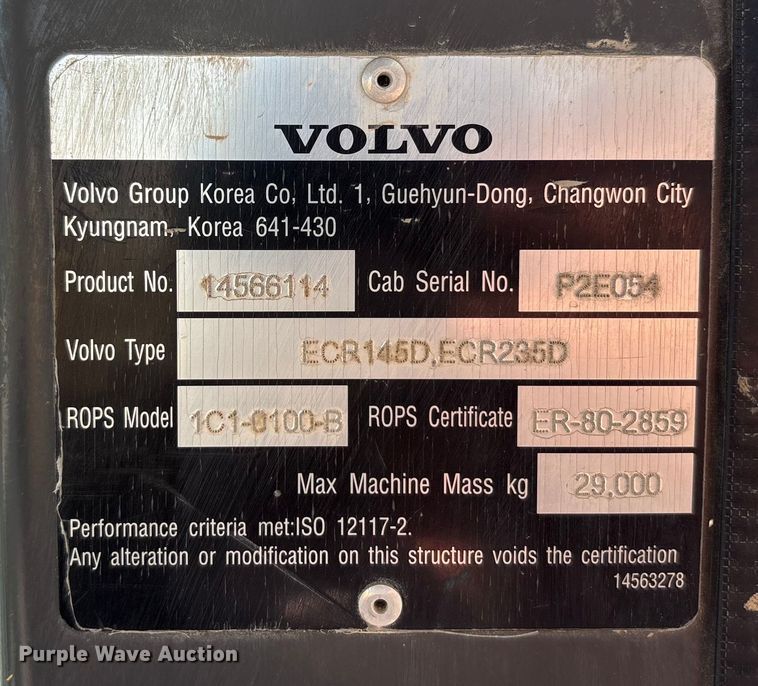 VOLVO
Volvo Group Korea Co, Ltd. 1, Guehyun-Dong, Changwon City
Kyungnam, Korea 641-430
Product No. 14566114 Cab Serial No. P2E054
Volvo Type ECR145D,ECR235D
ROPS Model 1C1-0100-B ROPS Certificate ER-80-2859
Max Machine Mass kg 29,000
Performance criteria met:ISO 12117-2.
Any alteration or modification on this structure voids the certification
14563278
Purple Wave Auction